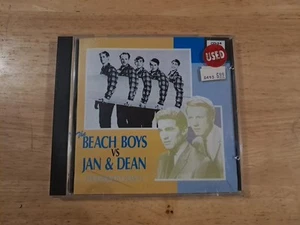 USED
The
BEACH BOYS
VS
JAN & DEAN